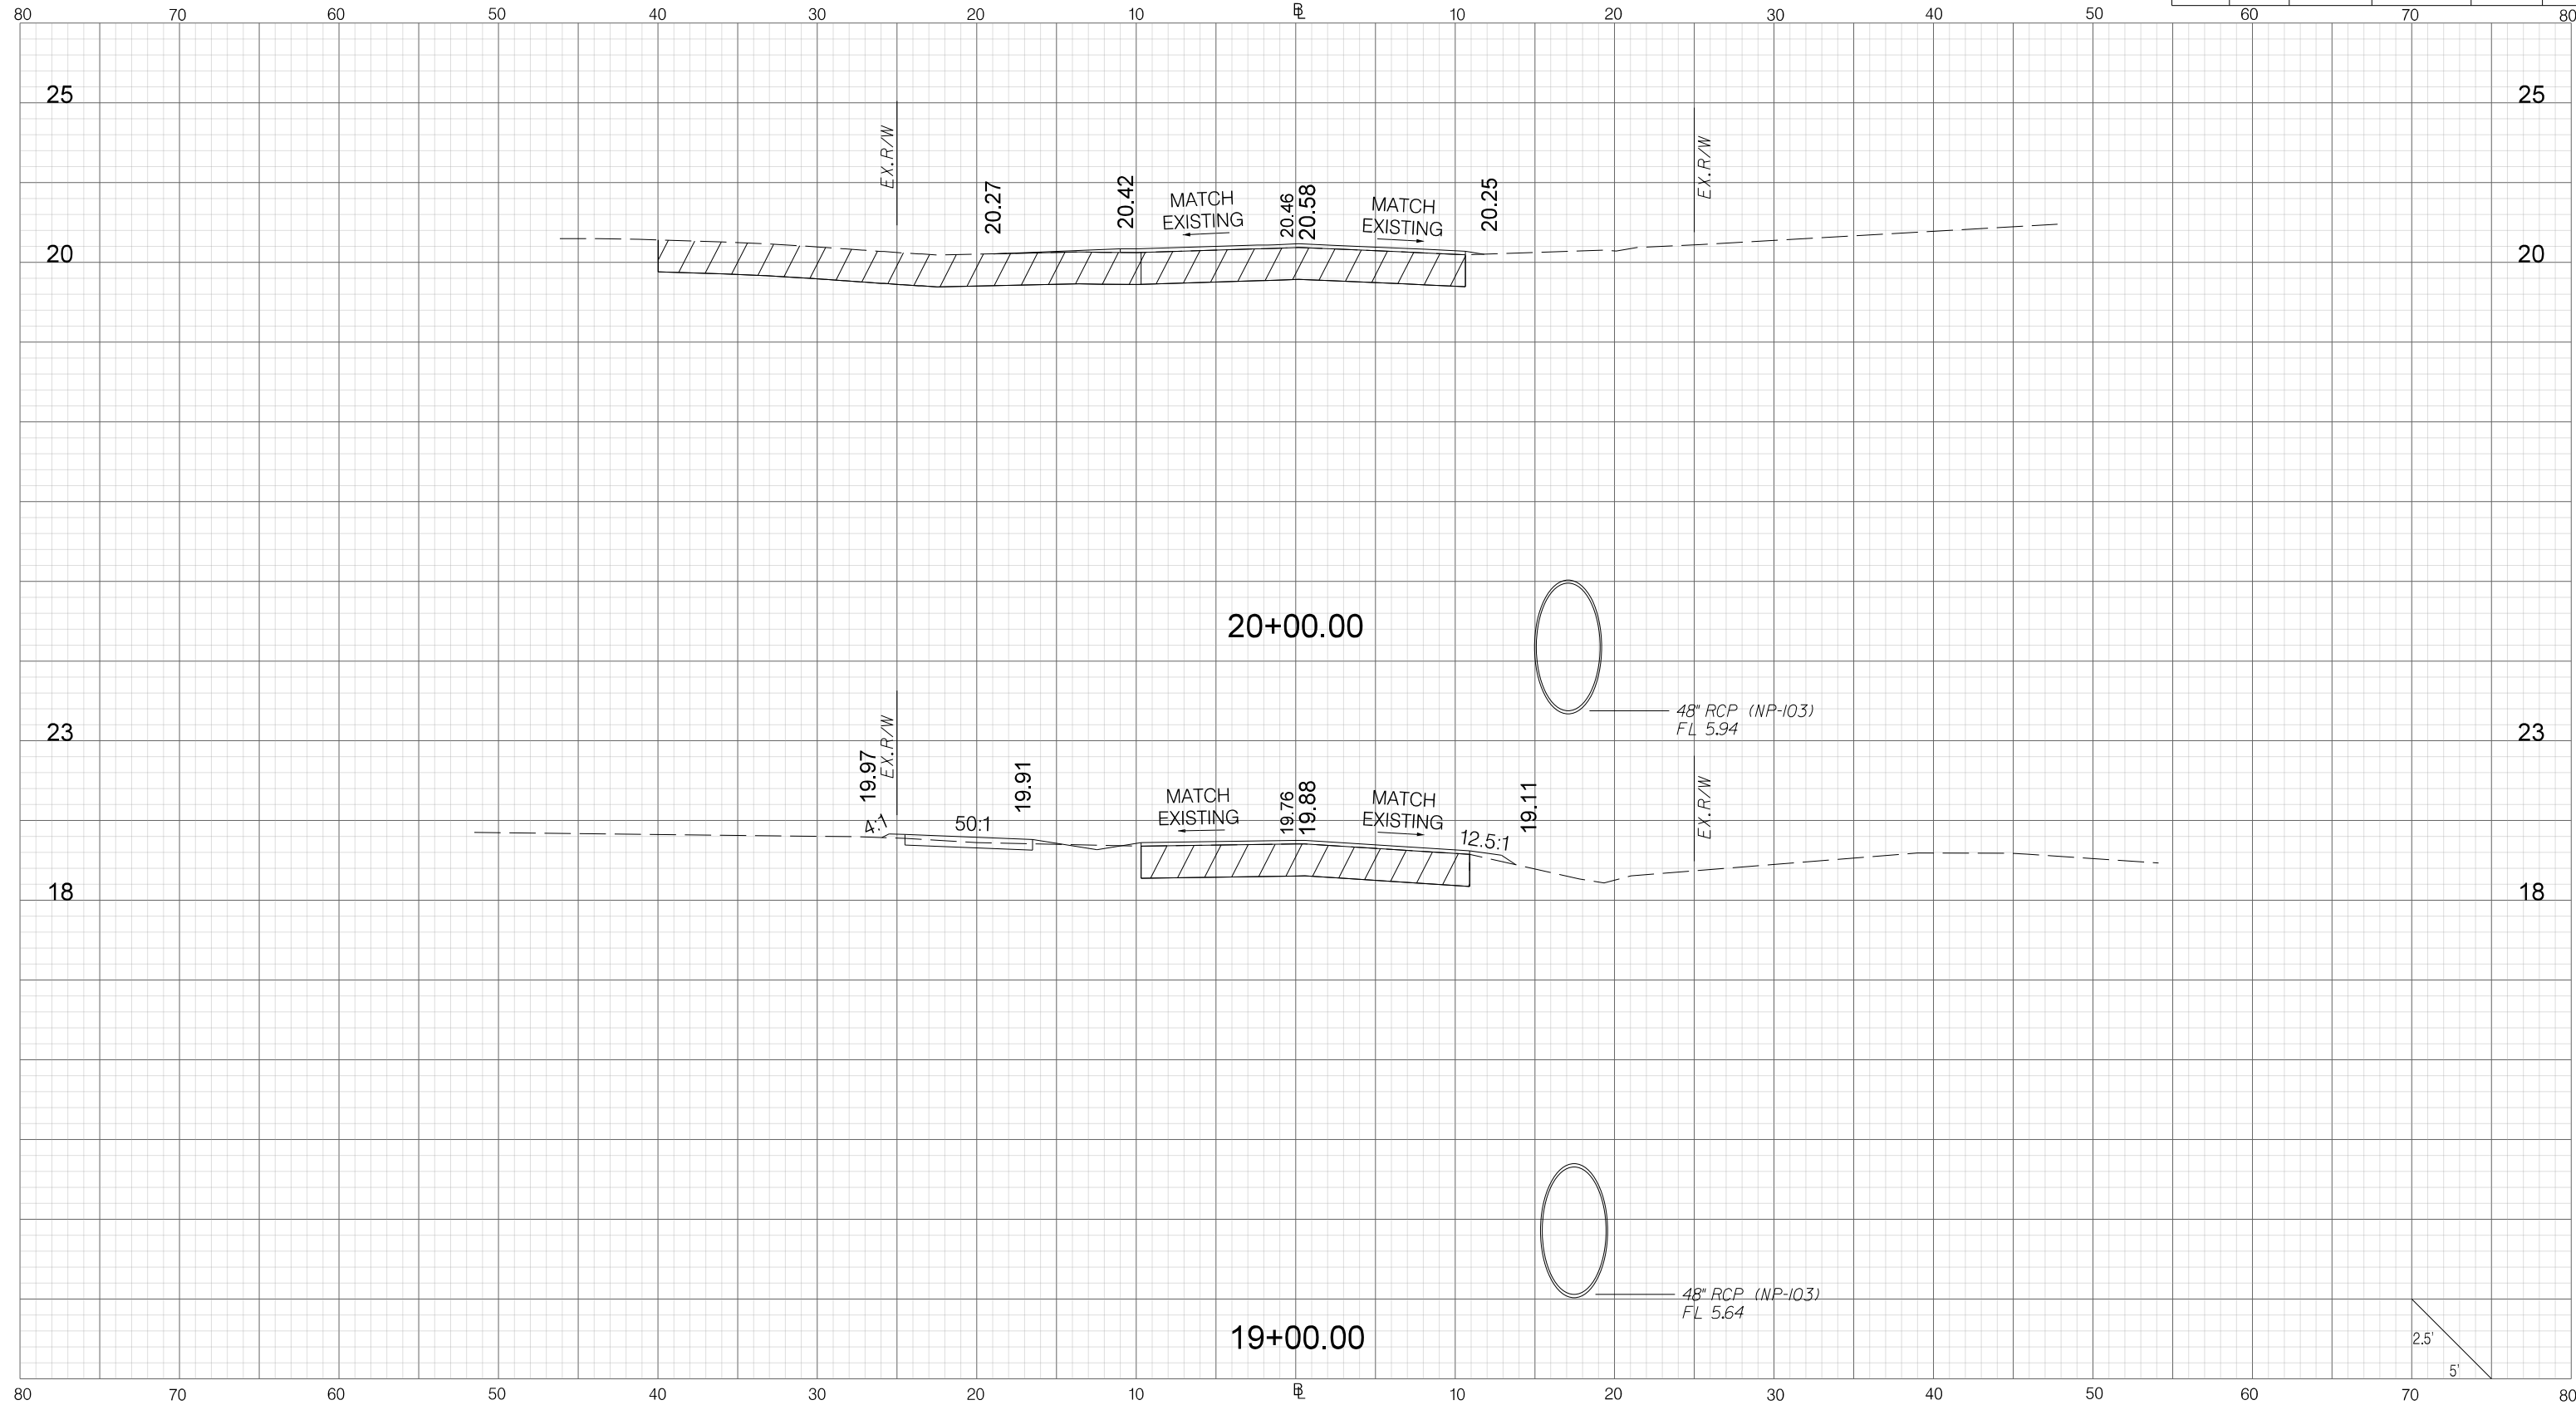 80 70 60 50 40 30 20 10 BL 10 20 30 40 50 60 70 80
25 25
EX.R/W EX.R/W
20.27 20.42 MATCH EXISTING 20.46 20.58 MATCH EXISTING 20.25
20 20
20+00.00
48" RCP (NP-103)
FL 5.94
23 23
EX.R/W EX.R/W
19.97 19.91 MATCH EXISTING 19.76 19.88 MATCH EXISTING 19.11
4:1 50:1 12.5:1
18 18
48" RCP (NP-103)
FL 5.64
19+00.00
2.5'
5'
80 70 60 50 40 30 20 10 BL 10 20 30 40 50 60 70 80